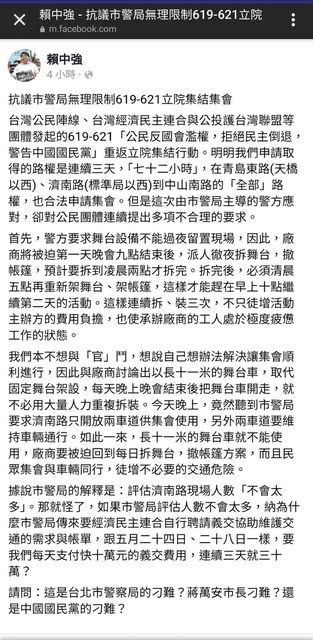 賴中強 - 抗議市警局無理限制619-621立院
m.facebook.com
賴中強
4 小時
抗議市警局無理限制619-621立院集結集會
台灣公民陣線、台灣經濟民主連合與公投護台灣聯盟等
團體發起的619-621「公民反國會濫權，拒絕民主倒退，
警告中國國民黨」重返立院集結行動。明明我們申請取
得的路權是連續三天，「七十二小時」，在青島東路(天橋
以西)、濟南路(標準局以西)到中山南路的「全部」路
權，也合法申請集會。但是這次由市警局主導的警方應
對，卻對公民團體連續提出多項不合理的要求。
首先，警方要求舞台設備不能過夜留置現場，因此，廠
商將被迫第一天晚會九點結束後，派人徹夜拆舞台，撤
帳篷，預計要拆到凌晨兩點才拆完。拆完後，必須清晨
五點再重新架舞台、架帳篷，這樣才能趕在早上十點繼
續第二天的活動。這樣連續拆、裝三次，不只徒增活動
主辦方的費用負擔，也使承辦廠商的工人處於極度疲憊
工作的狀態。
我們本不想與「官」鬥，想說自己想辦法解決讓集會順
利進行，因此與廠商討論出以長十一米的舞台車，取代
固定舞台架設，每天晚上晚會結束後把舞台車開走，就
不必用大量人力重複拆裝。今天晚上，竟然聽到市警局
要求濟南路只開放兩車道供集會使用，另外兩車道要維
持車輛通行。如此一來，長十一米的舞台車就不能使
用，廠商要被迫回到每日拆舞台，撤帳篷方案，而且民
眾集會與車輛同行，徒增不必要的交通危險。
據說市警局的解釋是：評估濟南路現場人數「不會太
多」。那就怪了，如果市警局評估人數不會太多，納為什
麼市警局傳來要經濟民主連合自行聘請義交協助維護交
通的需求與帳單，跟五月二十四日、二十八日一樣，要
我們每天支付快十萬元的義交費用，連續三天就三十
萬？
請問：這是台北市警察局的刁難？蔣萬安市長刁難？還
是中國國民黨的刁難？